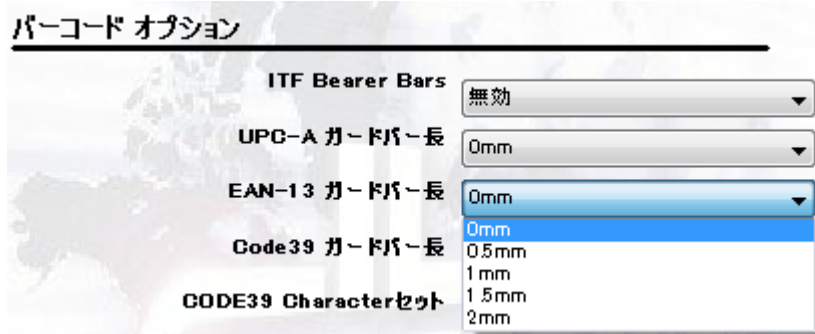 バーコード オプション
ITF Bearer Bars 無効
UPC-A ガードバー長 0mm
EAN-13 ガードバー長 0mm
0mm
Code39 ガードバー長 0.5mm
1mm
CODE39 Characterセット 1.5mm
2mm